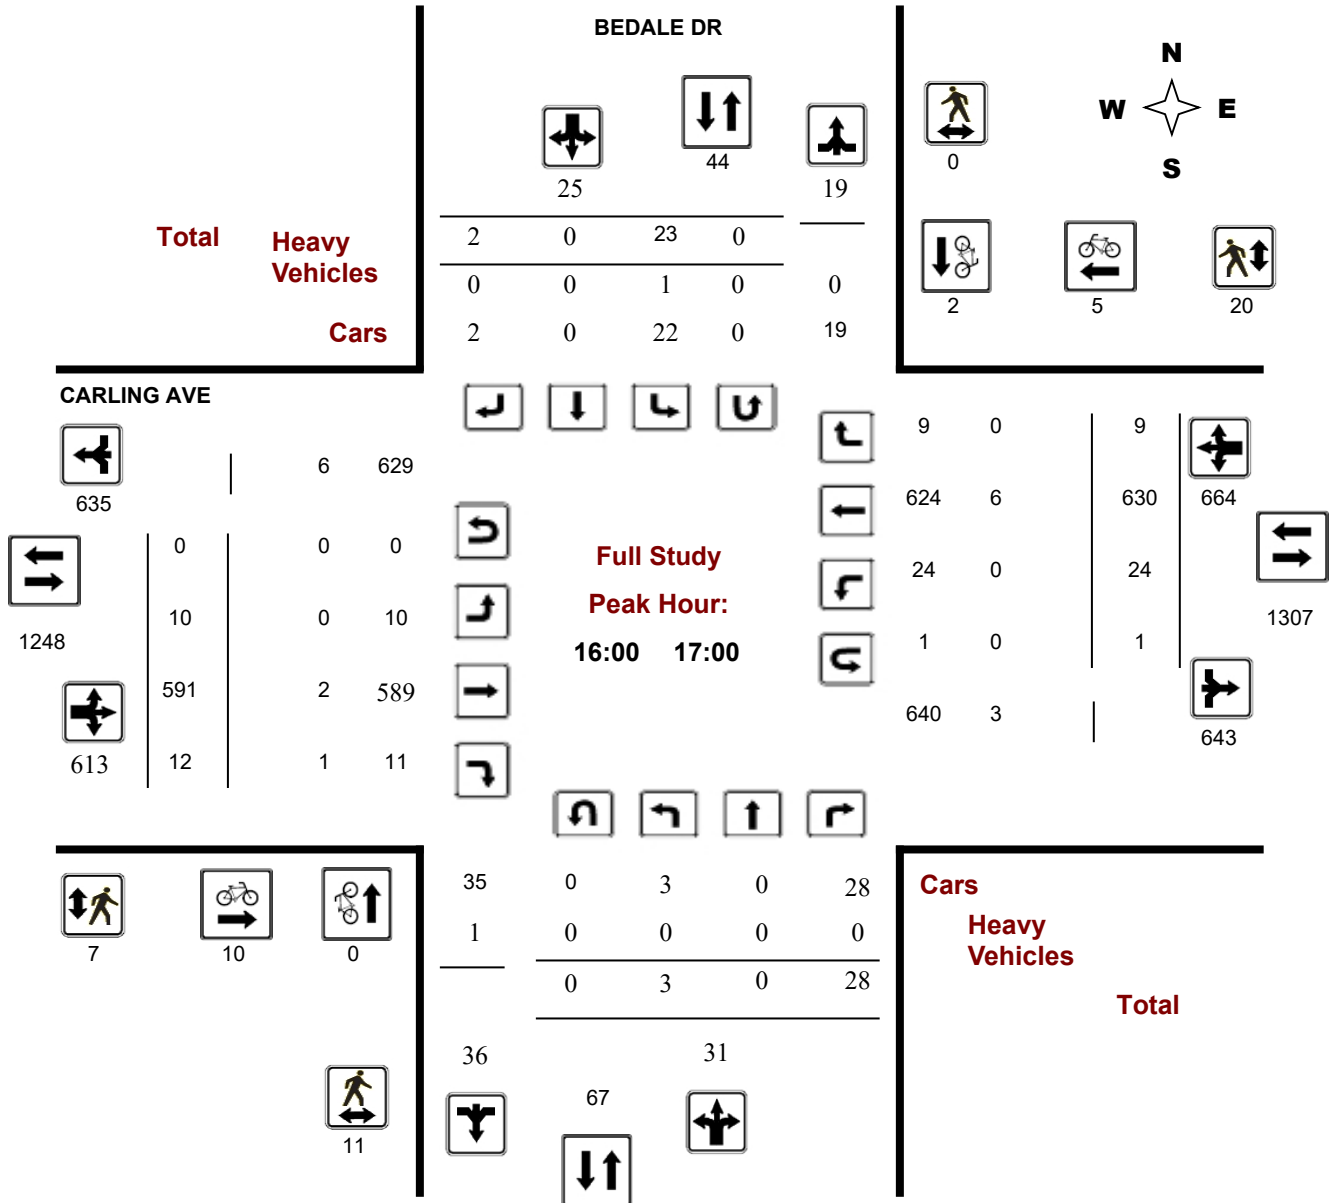 BEDALE DR
N
W E
S
44
0
25 19
Total Heavy Vehicles
2 0 23 0
0 0 1 0 0
Cars 2 0 22 0 19
2 5 20
CARLING AVE
9 0 9
6 629
635
624 6 630 664
0 0 0
Full Study
24 0 24
10 0 10
Peak Hour:
1248
1307
16:00 17:00
1 0 1
591 2 589
640 3
643
613 12 1 11
35 0 3 0 28
Cars
1 0 0 0 0
Heavy
Vehicles
7 10 0
0 3 0 28
Total
36 31
67
11